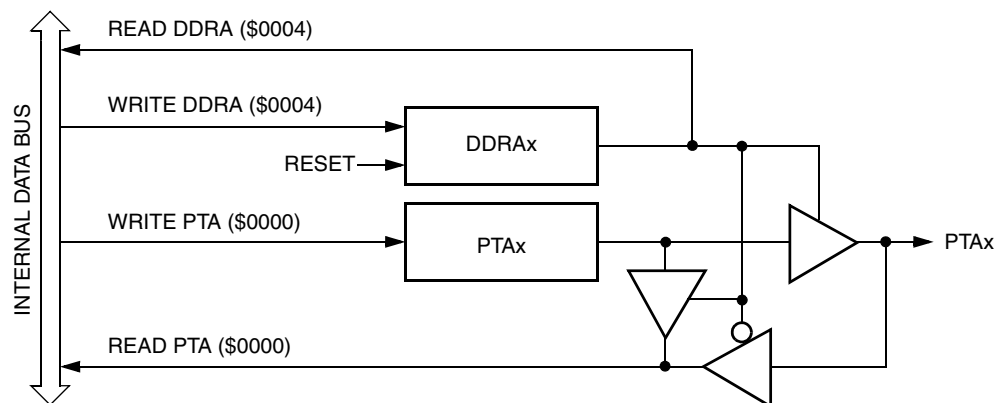 READ DDRA ($0004)
WRITE DDRA ($0004)
DDRAx
RESET
INTERNAL DATA BUS
WRITE PTA ($0000)
PTAx
PTAx
READ PTA ($0000)